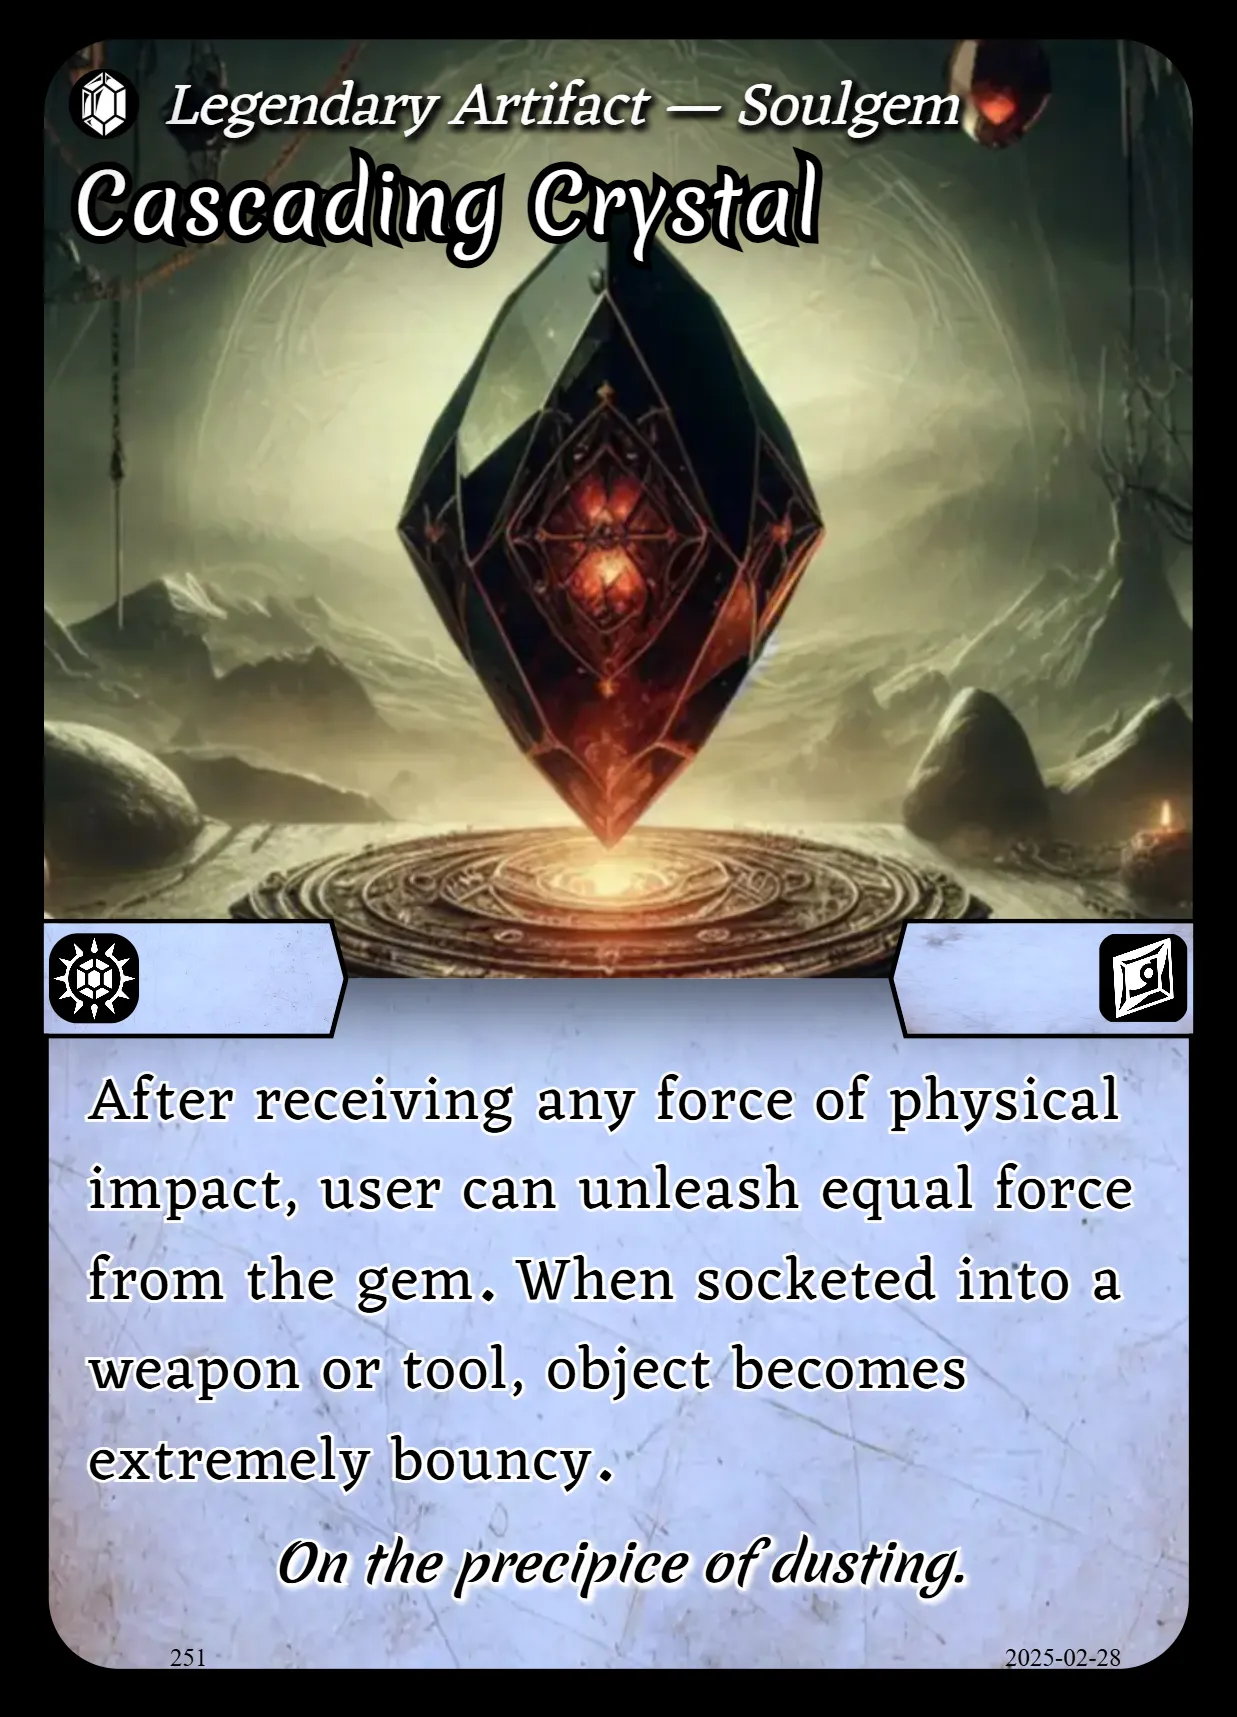 Legendary Artifact — Soulgem
Cascading Crystal
After receiving any force of physical
impact, user can unleash equal force
from the gem. When socketed into a
weapon or tool, object becomes
extremely bouncy.
On the precipice of dusting.
251
2025-02-28